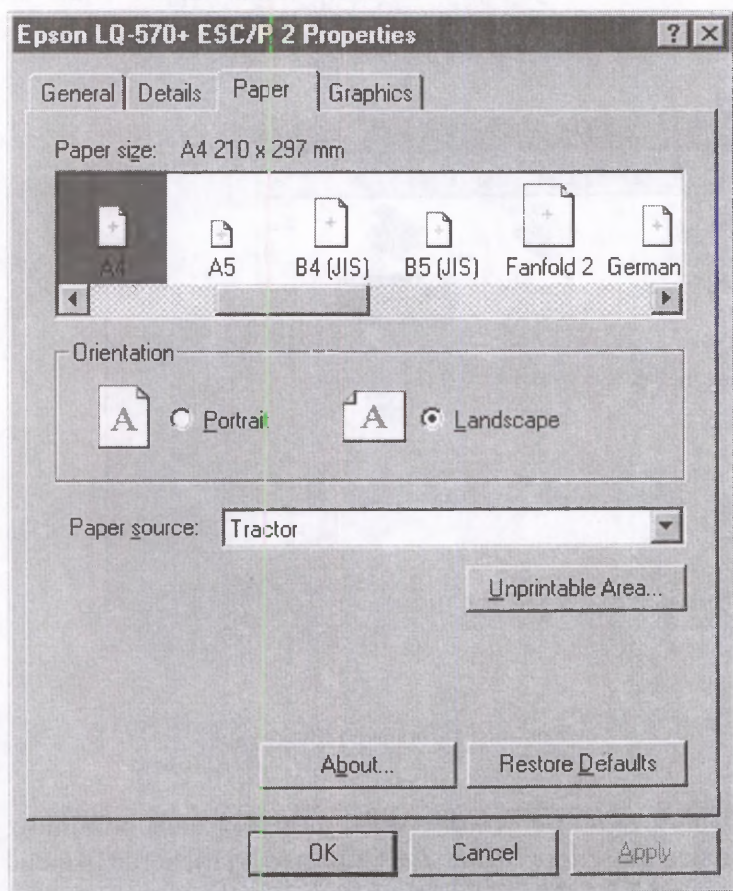 Epson LQ-570+ ESC/P 2 Properties
General Details Paper Graphics
Paper size: A4 210 x 297 mm
A4 A5 B4 (JIS) B5 (JIS) Fanfold 2 German
Orientation
A Portrait A Landscape
Paper source: Tractor
Unprintable Area...
About... Restore Defaults
OK Cancel Apply